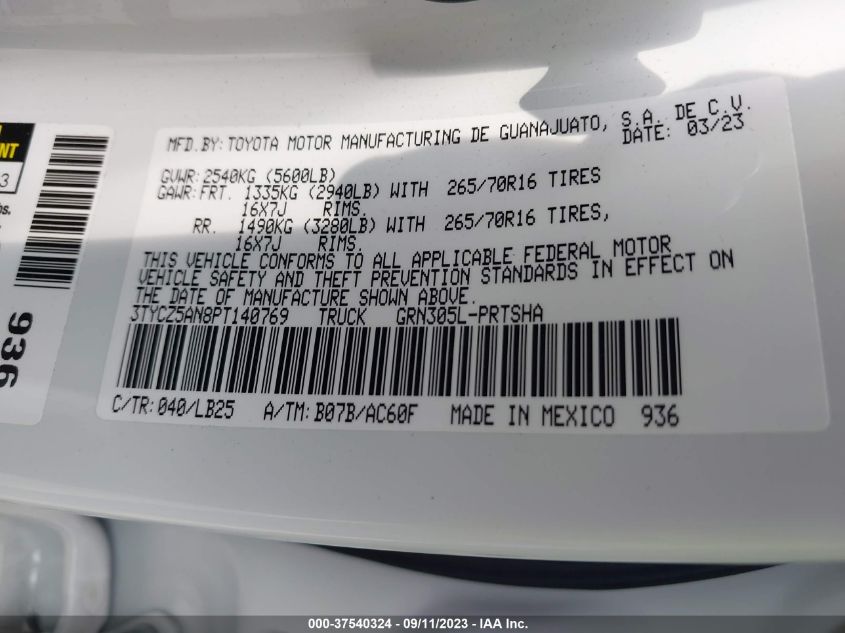 MFD.BY:TOYOTA MOTOR MANUFACTURING DE GUANAJUATO, S.A. DE C.V.
DATE: 03/23
GVWR:2540KG (5600LB)
GAWR:FRT. 1335KG (2940LB) WITH 265/70R16 TIRES
16X7J RIMS.
RR. 1490KG (3280LB) WITH 265/70R16 TIRES,
16X7J RIMS.
THIS VEHICLE CONFORMS TO ALL APPLICABLE FEDERAL MOTOR
VEHICLE SAFETY AND THEFT PREVENTION STANDARDS IN EFFECT ON
THE DATE OF MANUFACTURE SHOWN ABOVE.
3TYCZ5AN8PT140769 TRUCK GRN305L-PRTSHA
C/TR:040/LB25 A/TM:B07B/AC60F MADE IN MEXICO 936
936
000-37540324 - 09/11/2023 - IAA Inc.